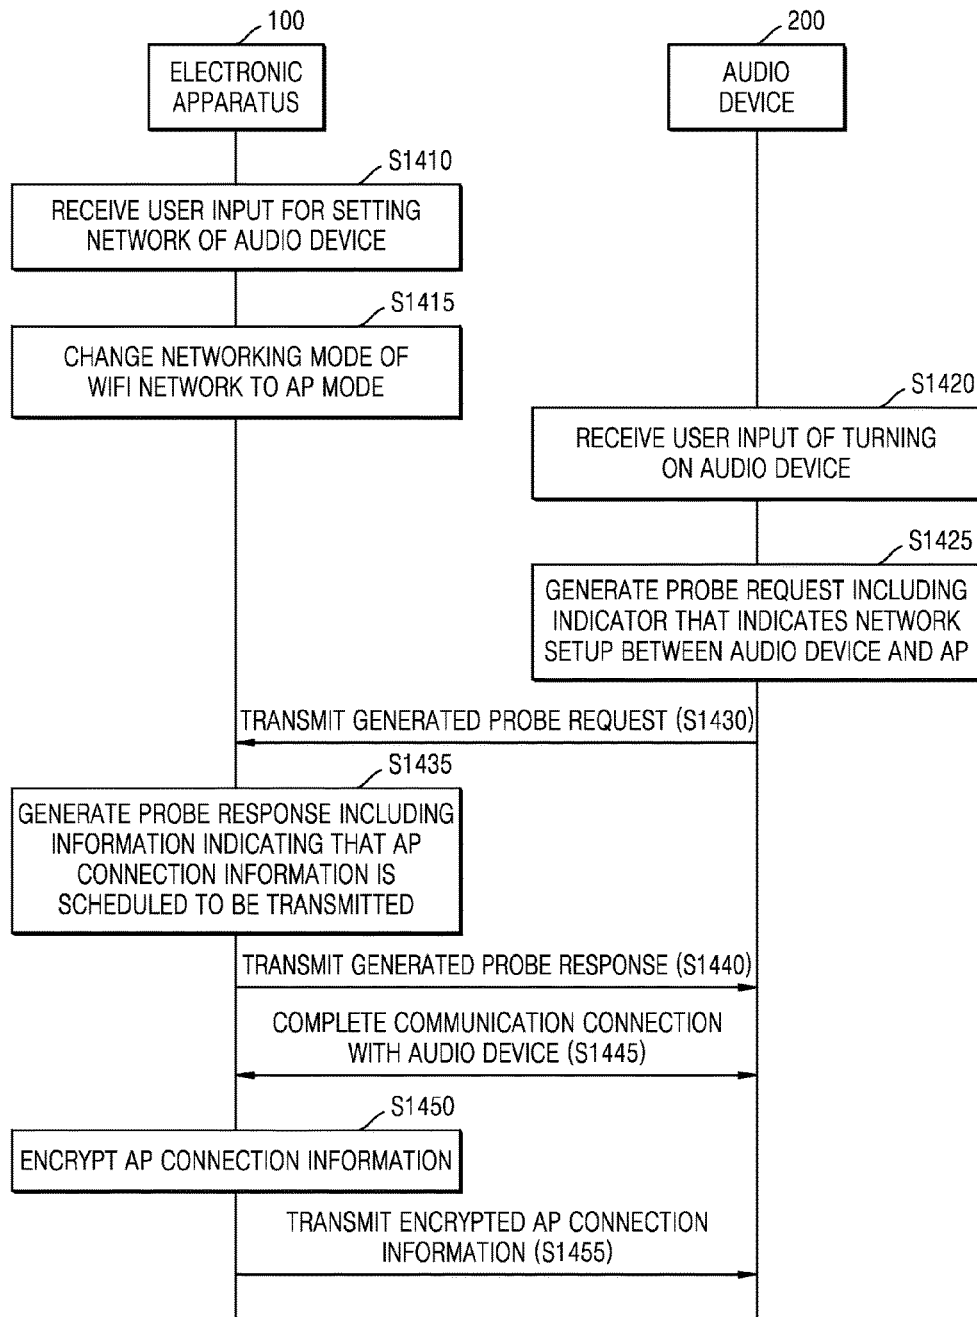 100
200
ELECTRONIC
APPARATUS
AUDIO
DEVICE
S1410
RECEIVE USER INPUT FOR SETTING
NETWORK OF AUDIO DEVICE
S1415
CHANGE NETWORKING MODE OF
WIFI NETWORK TO AP MODE
S1420
RECEIVE USER INPUT OF TURNING
ON AUDIO DEVICE
S1425
GENERATE PROBE REQUEST INCLUDING
INDICATOR THAT INDICATES NETWORK
SETUP BETWEEN AUDIO DEVICE AND AP
TRANSMIT GENERATED PROBE REQUEST (S1430)
S1435
GENERATE PROBE RESPONSE INCLUDING
INFORMATION INDICATING THAT AP
CONNECTION INFORMATION IS
SCHEDULED TO BE TRANSMITTED
TRANSMIT GENERATED PROBE RESPONSE (S1440)
COMPLETE COMMUNICATION CONNECTION
WITH AUDIO DEVICE (S1445)
S1450
ENCRYPT AP CONNECTION INFORMATION
TRANSMIT ENCRYPTED AP CONNECTION
INFORMATION (S1455)